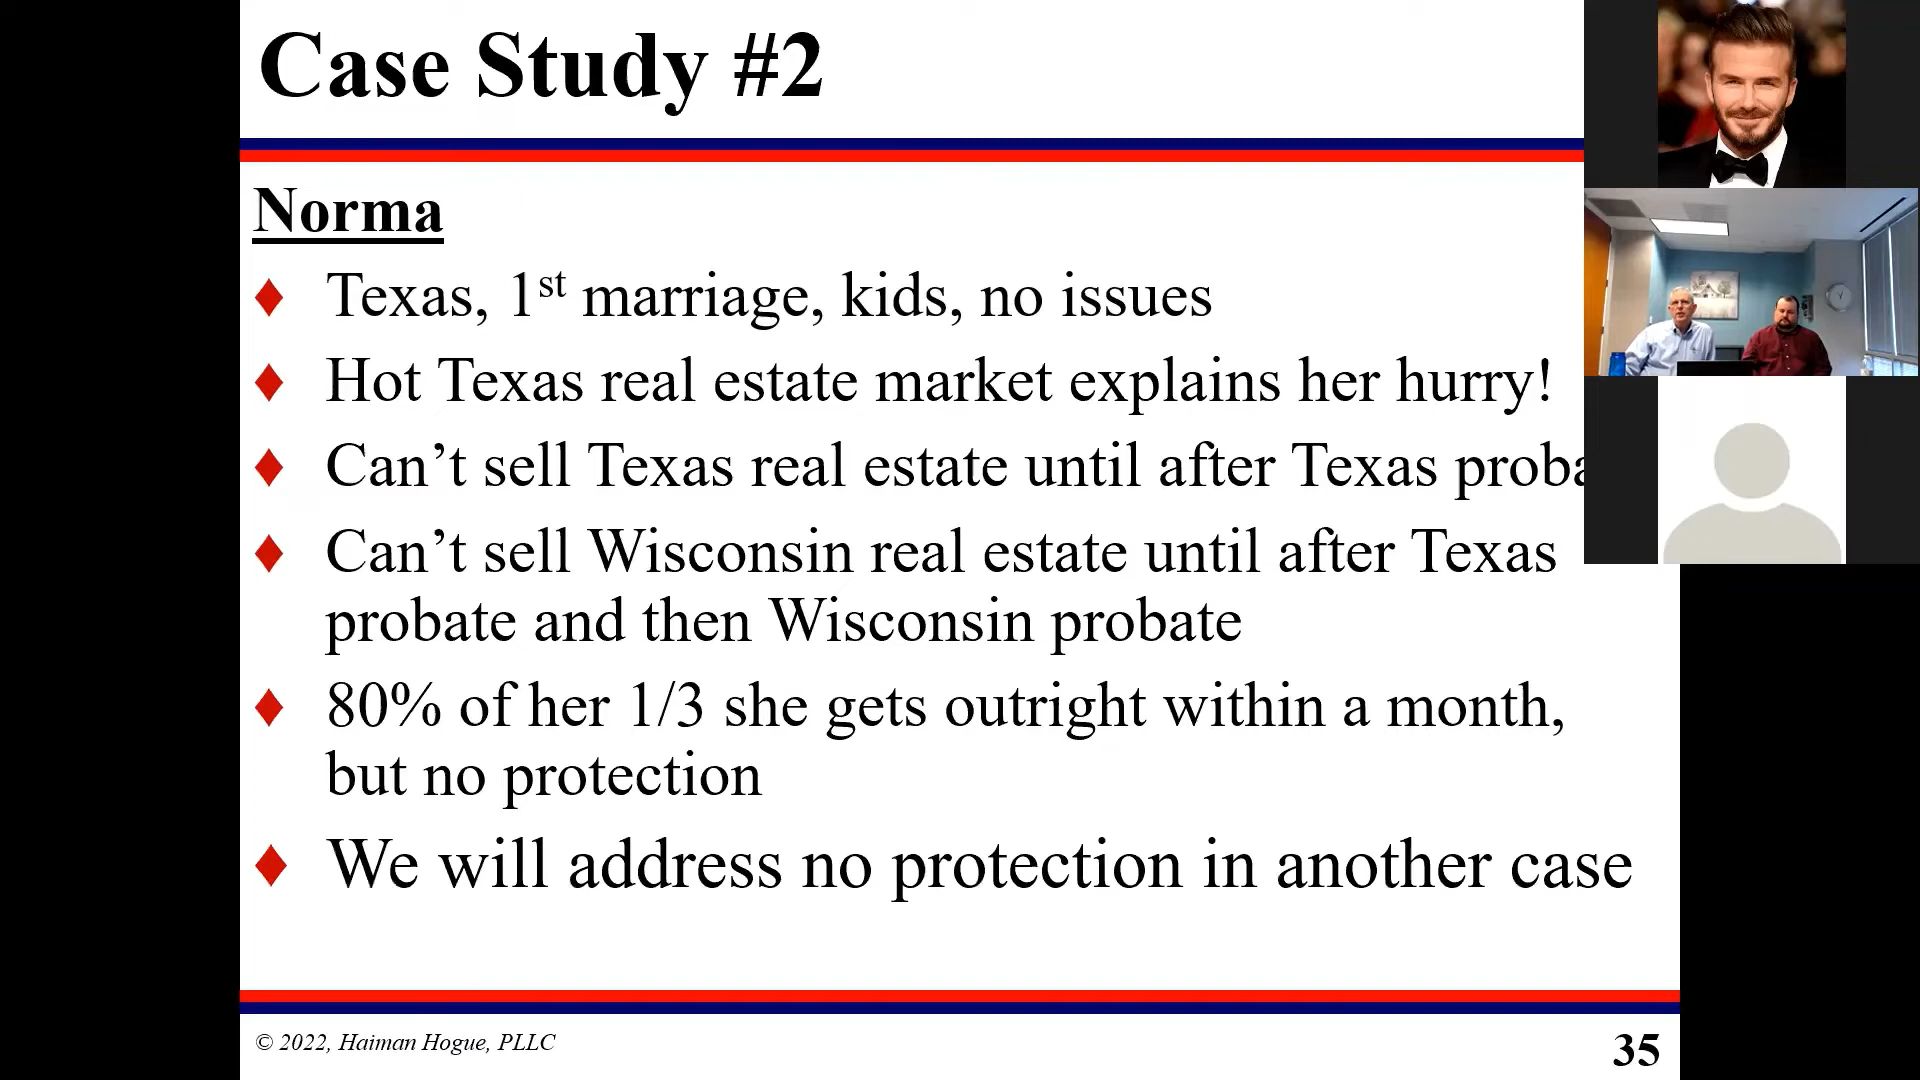 Case Study #2
Norma
Texas, 1st marriage, kids, no issues
Hot Texas real estate market explains her hurry!
Can’t sell Texas real estate until after Texas
Can’t sell Wisconsin real estate until after Texas
probate and then Wisconsin probate
80% of her 1/3 she gets outright within a month,
but no protection
We will address no protection in another case
© 2022, Haiman Hogue, PLLC
35